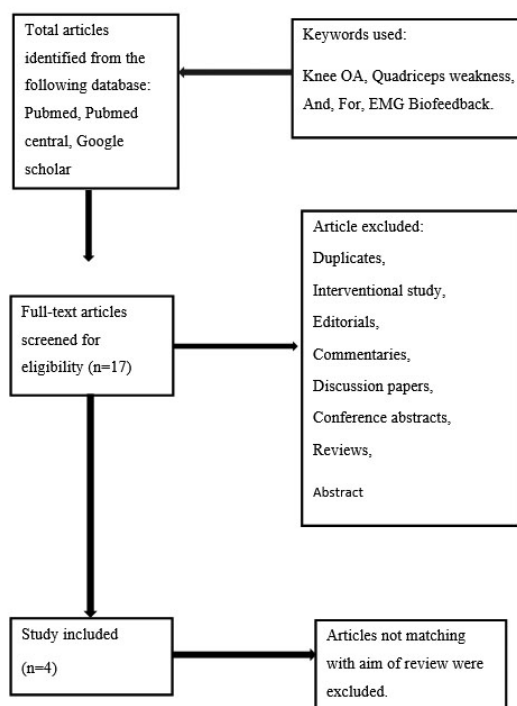 Total articles
identified from the
following database:
Pubmed, Pubmed
central, Google
scholar
Keywords used:
Knee OA, Quadriceps weakness,
And, For, EMG Biofeedback.
Article excluded:
Duplicates,
Interventional study,
Editorials,
Commentaries,
Discussion papers,
Conference abstracts,
Reviews,
Abstract
Full-text articles
screened for
eligibility (n=17)
Study included
(n=4)
Articles not matching
with aim of review were
excluded.